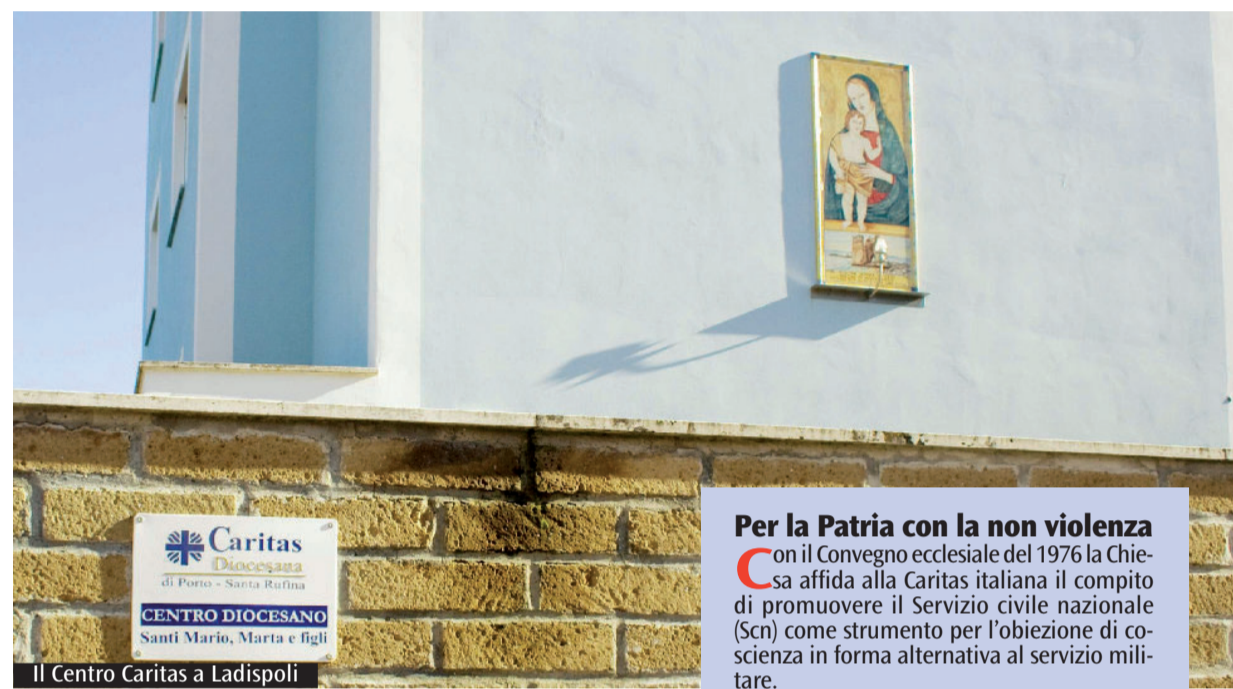 Caritas
Diocesana
di Porto - Santa Rufina
CENTRO DIOCESANO
Santi Mario, Marta e figli
Il Centro Caritas a Ladispoli
Per la Patria con la non violenza
Con il Convegno ecclesiale del 1976 la Chie-
sa affida alla Caritas italiana il compito
di promuovere il Servizio civile nazionale
(Scn) come strumento per l’obiezione di co-
scienza in forma alternativa al servizio mili-
tare.